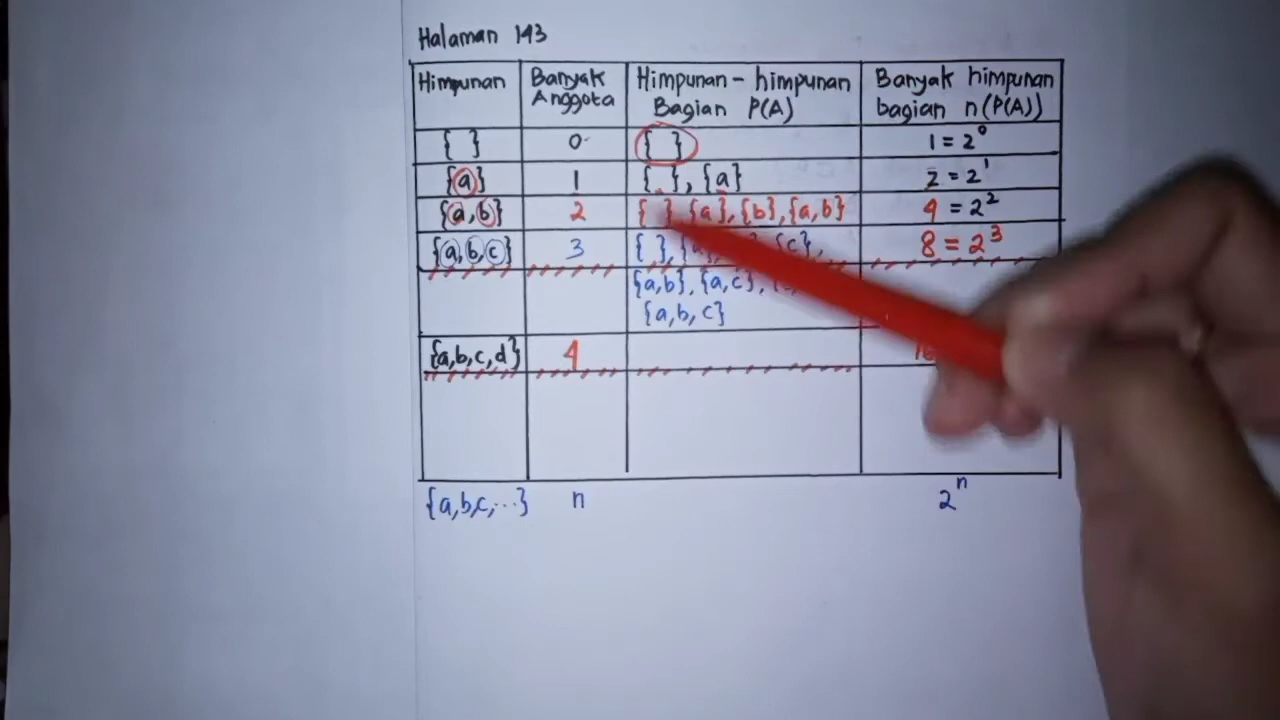 Halaman 143
Himpunan Banyak Anggota Himpunan - himpunan Bagian P(A) Banyak himpunan bagian n(P(A))
{ } 0 { } 1 = 2⁰
{a} 1 { }, {a} 2 = 2¹
{a,b} 2 { }, {a}, {b}, {a,b} 4 = 2²
{a,b,c} 3 { }, {c}, 8 = 2³
{a,b}, {a,c},
{a,b,c}
{a,b,c,d} 4
{a,b,c,...} n 2ⁿ